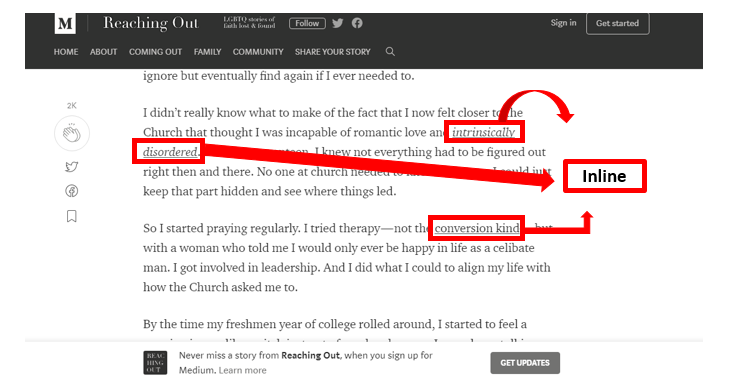 M Reaching Out LGBTQ stories of faith lost & found Follow Sign in Get started
HOME ABOUT COMING OUT FAMILY COMMUNITY SHARE YOUR STORY
ignore but eventually find again if I ever needed to.
2K
I didn’t really know what to make of the fact that I now felt closer to the
Church that thought I was incapable of romantic love and intrinsically
disordered. I knew not everything had to be figured out
right then and there. No one at church needed to I could just
keep that part hidden and see where things led.
Inline
So I started praying regularly. I tried therapy—not the conversion kind but
with a woman who told me I would only ever be happy in life as a celibate
man. I got involved in leadership. And I did what I could to align my life with
how the Church asked me to.
By the time my freshmen year of college rolled around, I started to feel a
REACHING OUT
Never miss a story from Reaching Out, when you sign up for
Medium. Learn more
GET UPDATES